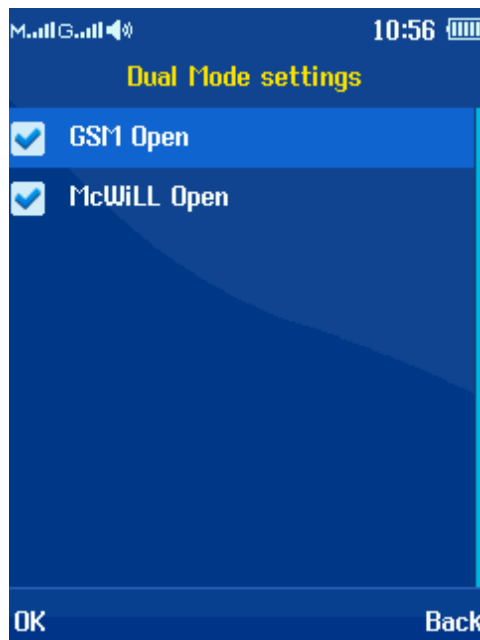 M G 10:56
Dual Mode settings
GSM Open
McWiLL Open
OK Back